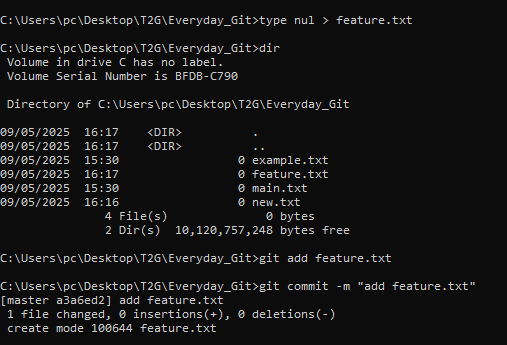 C:\Users\pc\Desktop\T2G\Everyday_Git>type nul > feature.txt
C:\Users\pc\Desktop\T2G\Everyday_Git>dir
 Volume in drive C has no label.
 Volume Serial Number is BFDB-C790
 Directory of C:\Users\pc\Desktop\T2G\Everyday_Git
09/05/2025  16:17    <DIR>          .
09/05/2025  16:17    <DIR>          ..
09/05/2025  15:30                 0 example.txt
09/05/2025  16:17                 0 feature.txt
09/05/2025  15:30                 0 main.txt
09/05/2025  16:16                 0 new.txt
               4 File(s)              0 bytes
               2 Dir(s)  10,120,757,248 bytes free
C:\Users\pc\Desktop\T2G\Everyday_Git>git add feature.txt
C:\Users\pc\Desktop\T2G\Everyday_Git>git commit -m "add feature.txt"
[master a3a6ed2] add feature.txt
 1 file changed, 0 insertions(+), 0 deletions(-)
 create mode 100644 feature.txt